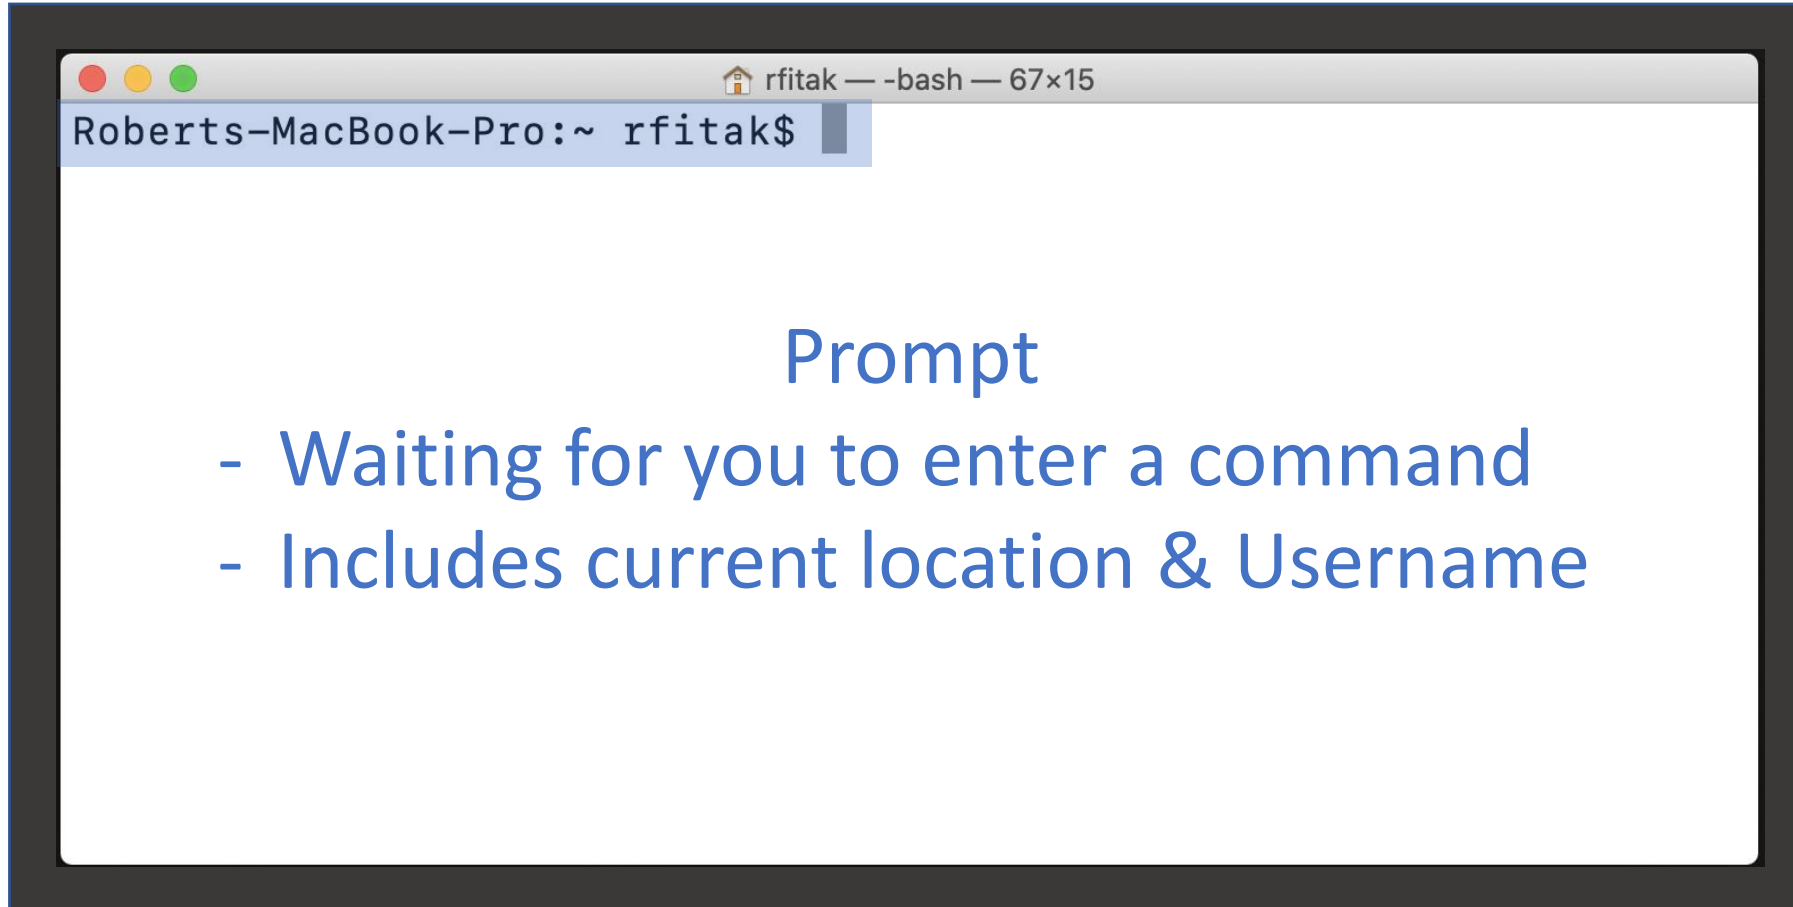 rfitak — -bash — 67×15
Roberts-MacBook-Pro:~ rfitak$
Prompt
- Waiting for you to enter a command
- Includes current location & Username